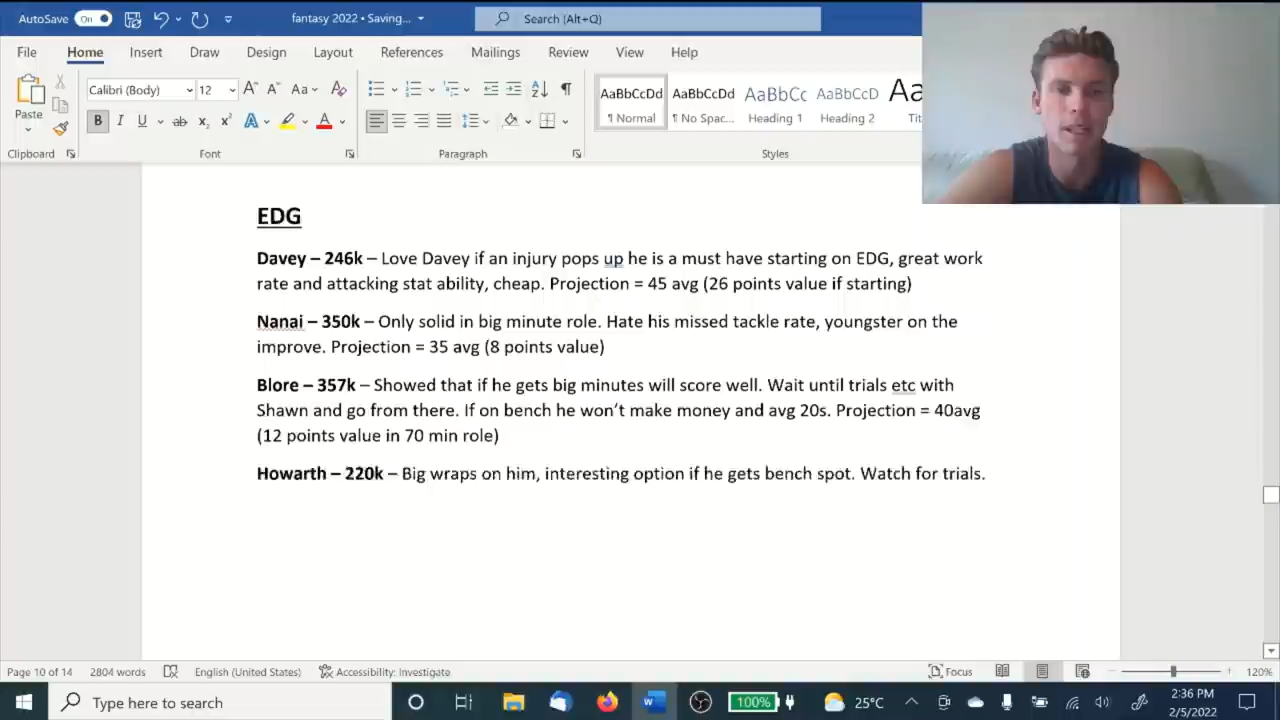 AutoSave On fantasy 2022 • Saving... Search (Alt+Q)
File Home Insert Draw Design Layout References Mailings Review View Help
Paste Calibri (Body) 12 A A Aa A AaBbCcDd AaBbCcDd AaBbCc AaBbCcD Aa
B I U ab x₂ x² A A ¶ Normal ¶ No Spac... Heading 1 Heading 2 Tit
Clipboard Font Paragraph Styles
EDG
Davey – 246k – Love Davey if an injury pops up he is a must have starting on EDG, great work
rate and attacking stat ability, cheap. Projection = 45 avg (26 points value if starting)
Nanai – 350k – Only solid in big minute role. Hate his missed tackle rate, youngster on the
improve. Projection = 35 avg (8 points value)
Blore – 357k – Showed that if he gets big minutes will score well. Wait until trials etc with
Shawn and go from there. If on bench he won’t make money and avg 20s. Projection = 40avg
(12 points value in 70 min role)
Howarth – 220k – Big wraps on him, interesting option if he gets bench spot. Watch for trials.
Page 10 of 14 2804 words English (United States) Accessibility: Investigate Focus 120%
Type here to search 100% 25°C 2:36 PM
2/5/2022